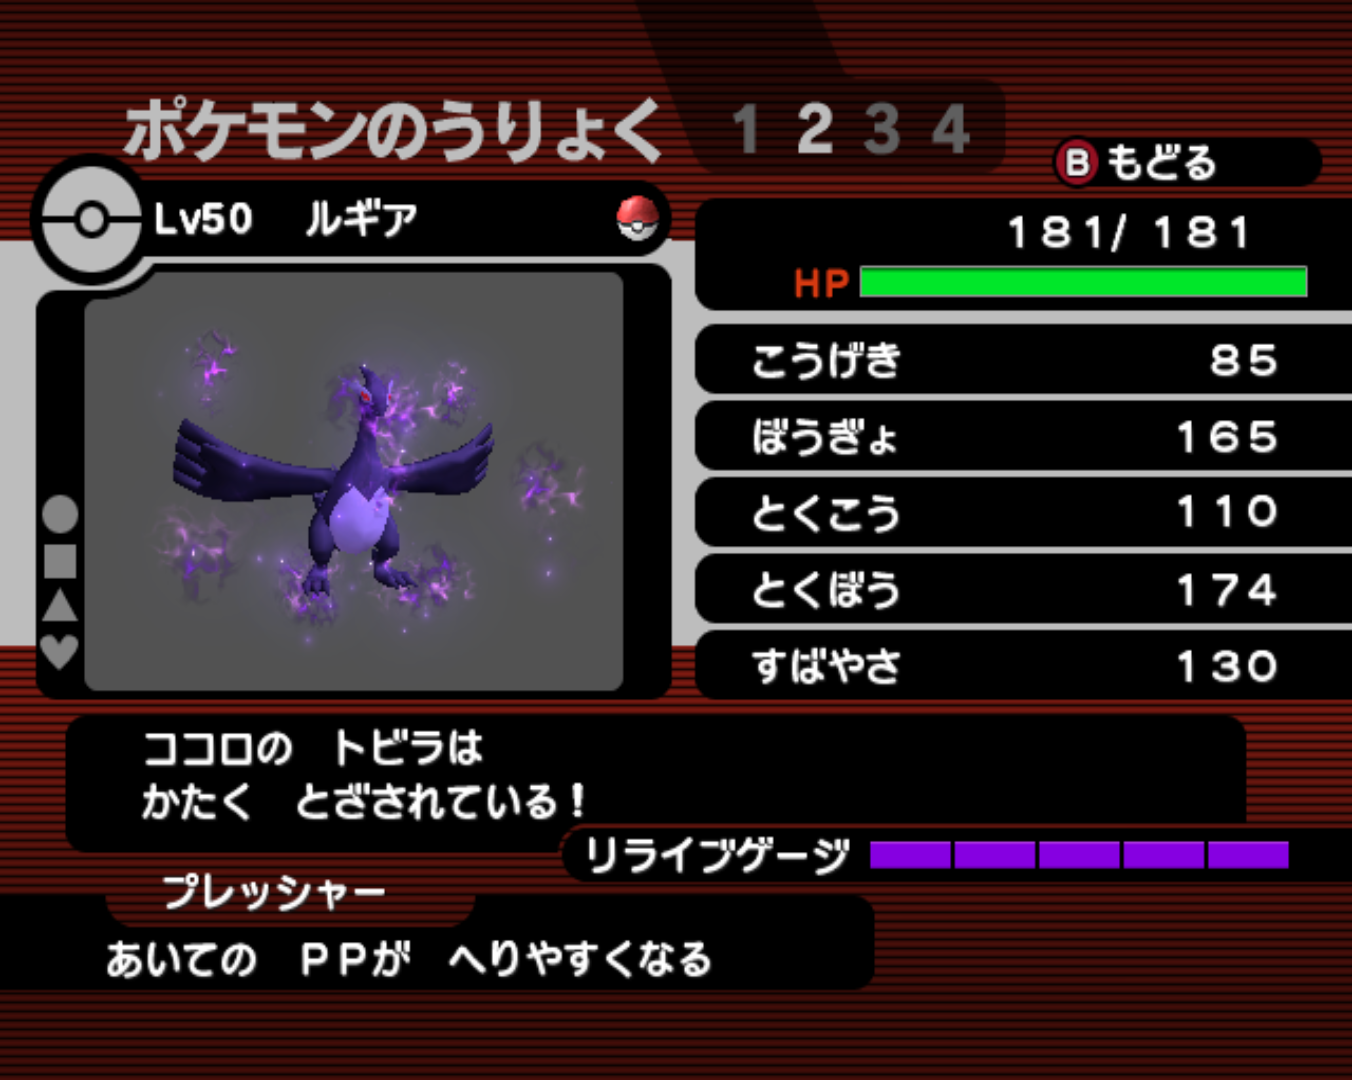 ポケモンのうりょく 1 2 3 4
B もどる
Lv50 ルギア
181/ 181
HP
こうげき 85
ぼうぎょ 165
とくこう 110
とくぼう 174
すばやさ 130
ココロの トビラは
かたく とざされている！
リライブゲージ
プレッシャー
あいての ＰＰが へりやすくなる